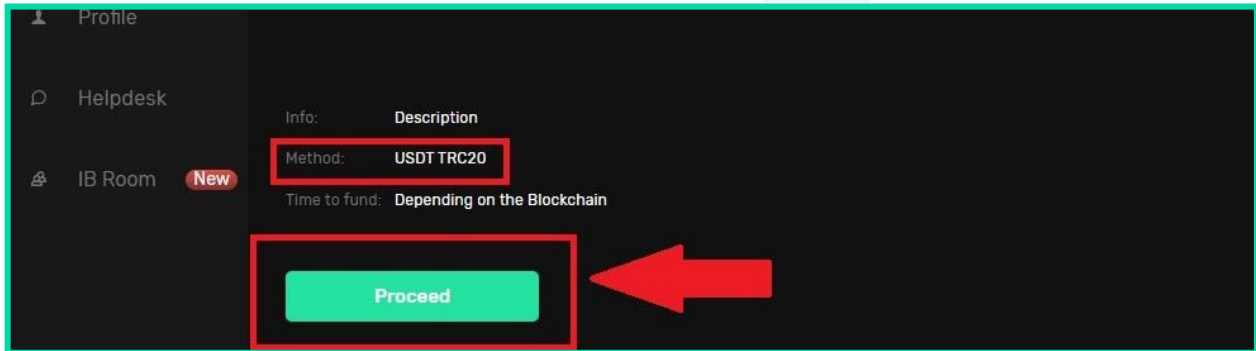 Profile
Helpdesk
IB Room New
Info: Description
Method: USDT TRC20
Time to fund: Depending on the Blockchain
Proceed